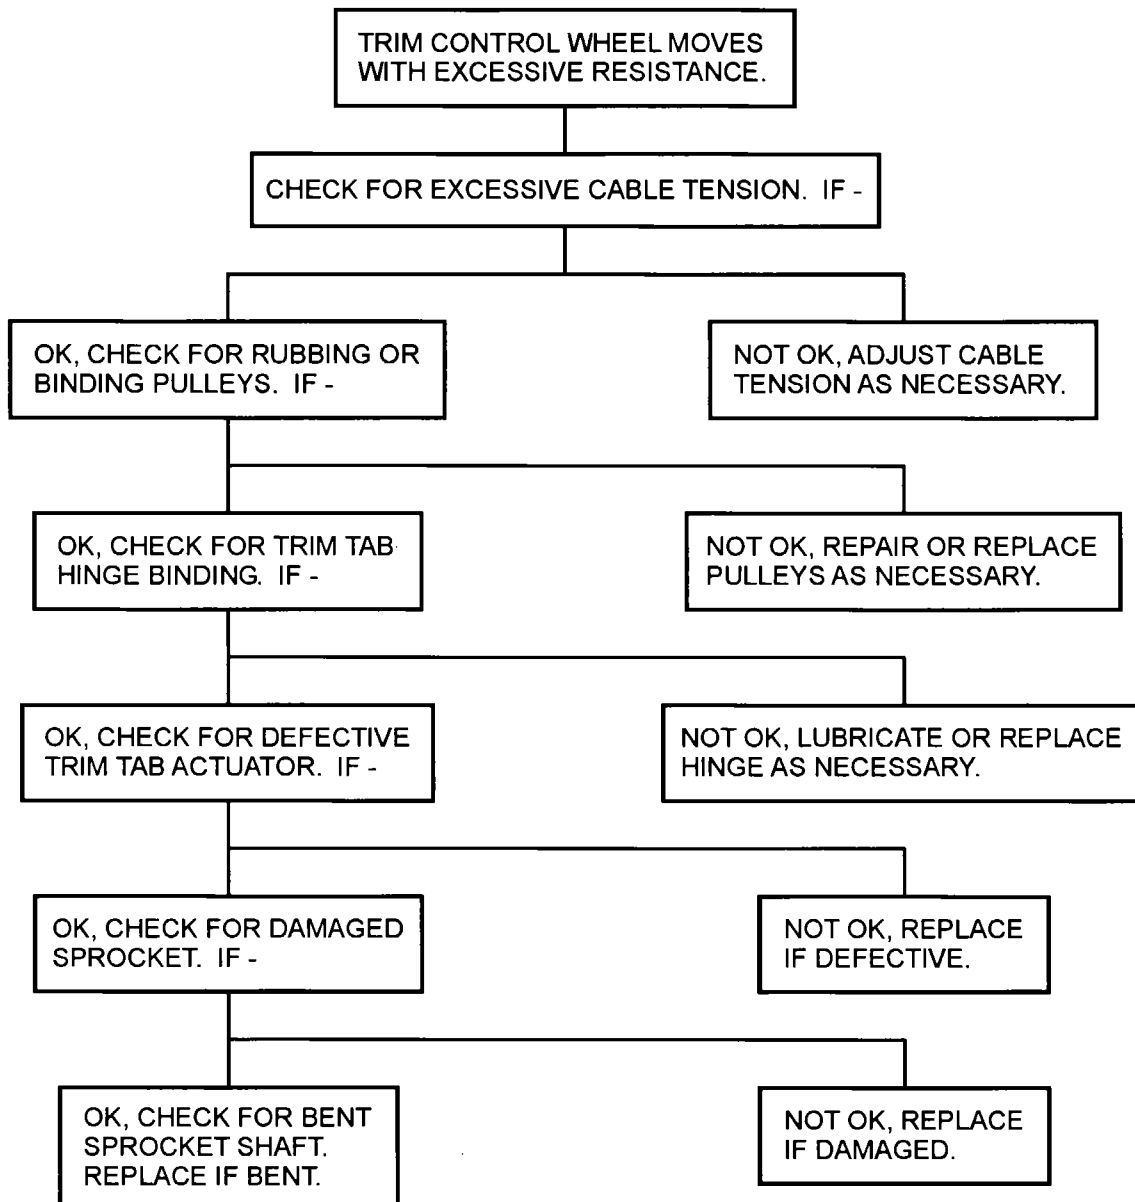 TRIM CONTROL WHEEL MOVES
WITH EXCESSIVE RESISTANCE.
CHECK FOR EXCESSIVE CABLE TENSION. IF -
OK, CHECK FOR RUBBING OR
BINDING PULLEYS. IF -
NOT OK, ADJUST CABLE
TENSION AS NECESSARY.
OK, CHECK FOR TRIM TAB
HINGE BINDING. IF -
NOT OK, REPAIR OR REPLACE
PULLEYS AS NECESSARY.
OK, CHECK FOR DEFECTIVE
TRIM TAB ACTUATOR. IF -
NOT OK, LUBRICATE OR REPLACE
HINGE AS NECESSARY.
OK, CHECK FOR DAMAGED
SPROCKET. IF -
NOT OK, REPLACE
IF DEFECTIVE.
OK, CHECK FOR BENT
SPROCKET SHAFT.
REPLACE IF BENT.
NOT OK, REPLACE
IF DAMAGED.